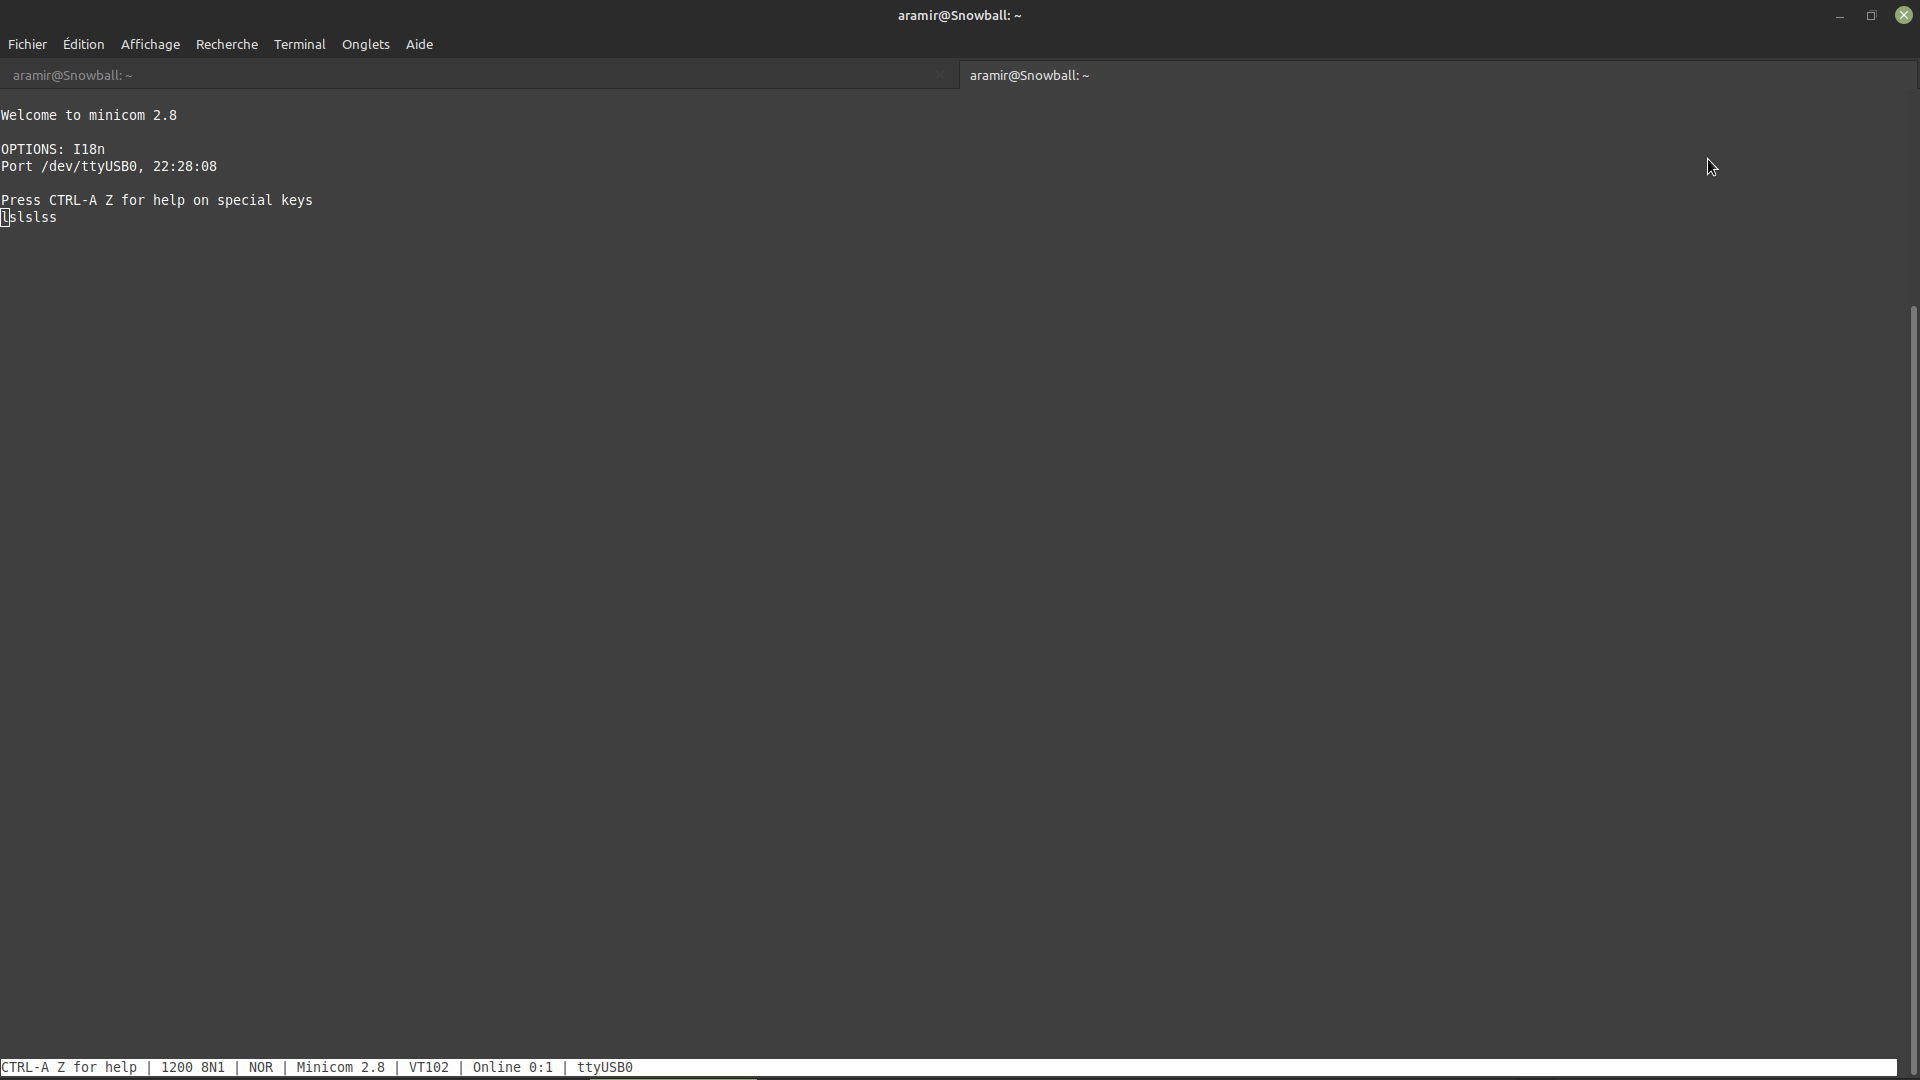 aramir@Snowball: ~
Fichier Édition Affichage Recherche Terminal Onglets Aide
aramir@Snowball: ~ aramir@Snowball: ~
Welcome to minicom 2.8
OPTIONS: I18n
Port /dev/ttyUSB0, 22:28:08
Press CTRL-A Z for help on special keys
lslslss
CTRL-A Z for help | 1200 8N1 | NOR | Minicom 2.8 | VT102 | Online 0:1 | ttyUSB0